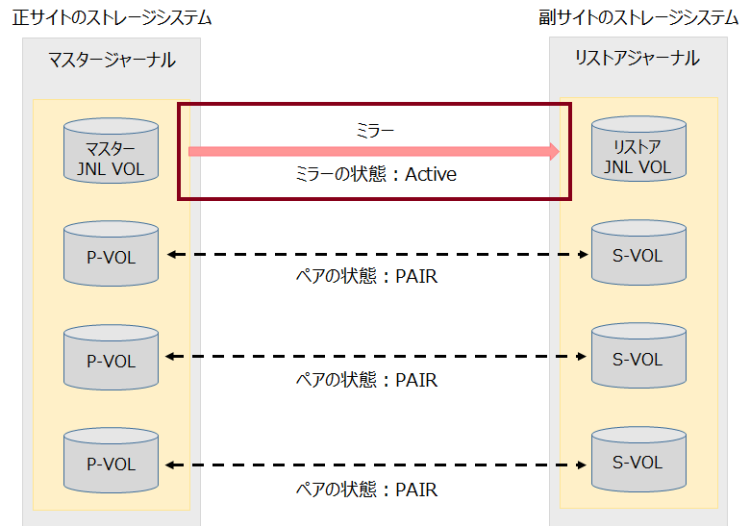 正サイトのストレージシステム
副サイトのストレージシステム
マスタージャーナル
リストアジャーナル
ミラー
マスター
JNL VOL
リストア
JNL VOL
ミラーの状態：Active
P-VOL
S-VOL
ペアの状態：PAIR
P-VOL
S-VOL
ペアの状態：PAIR
P-VOL
S-VOL
ペアの状態：PAIR